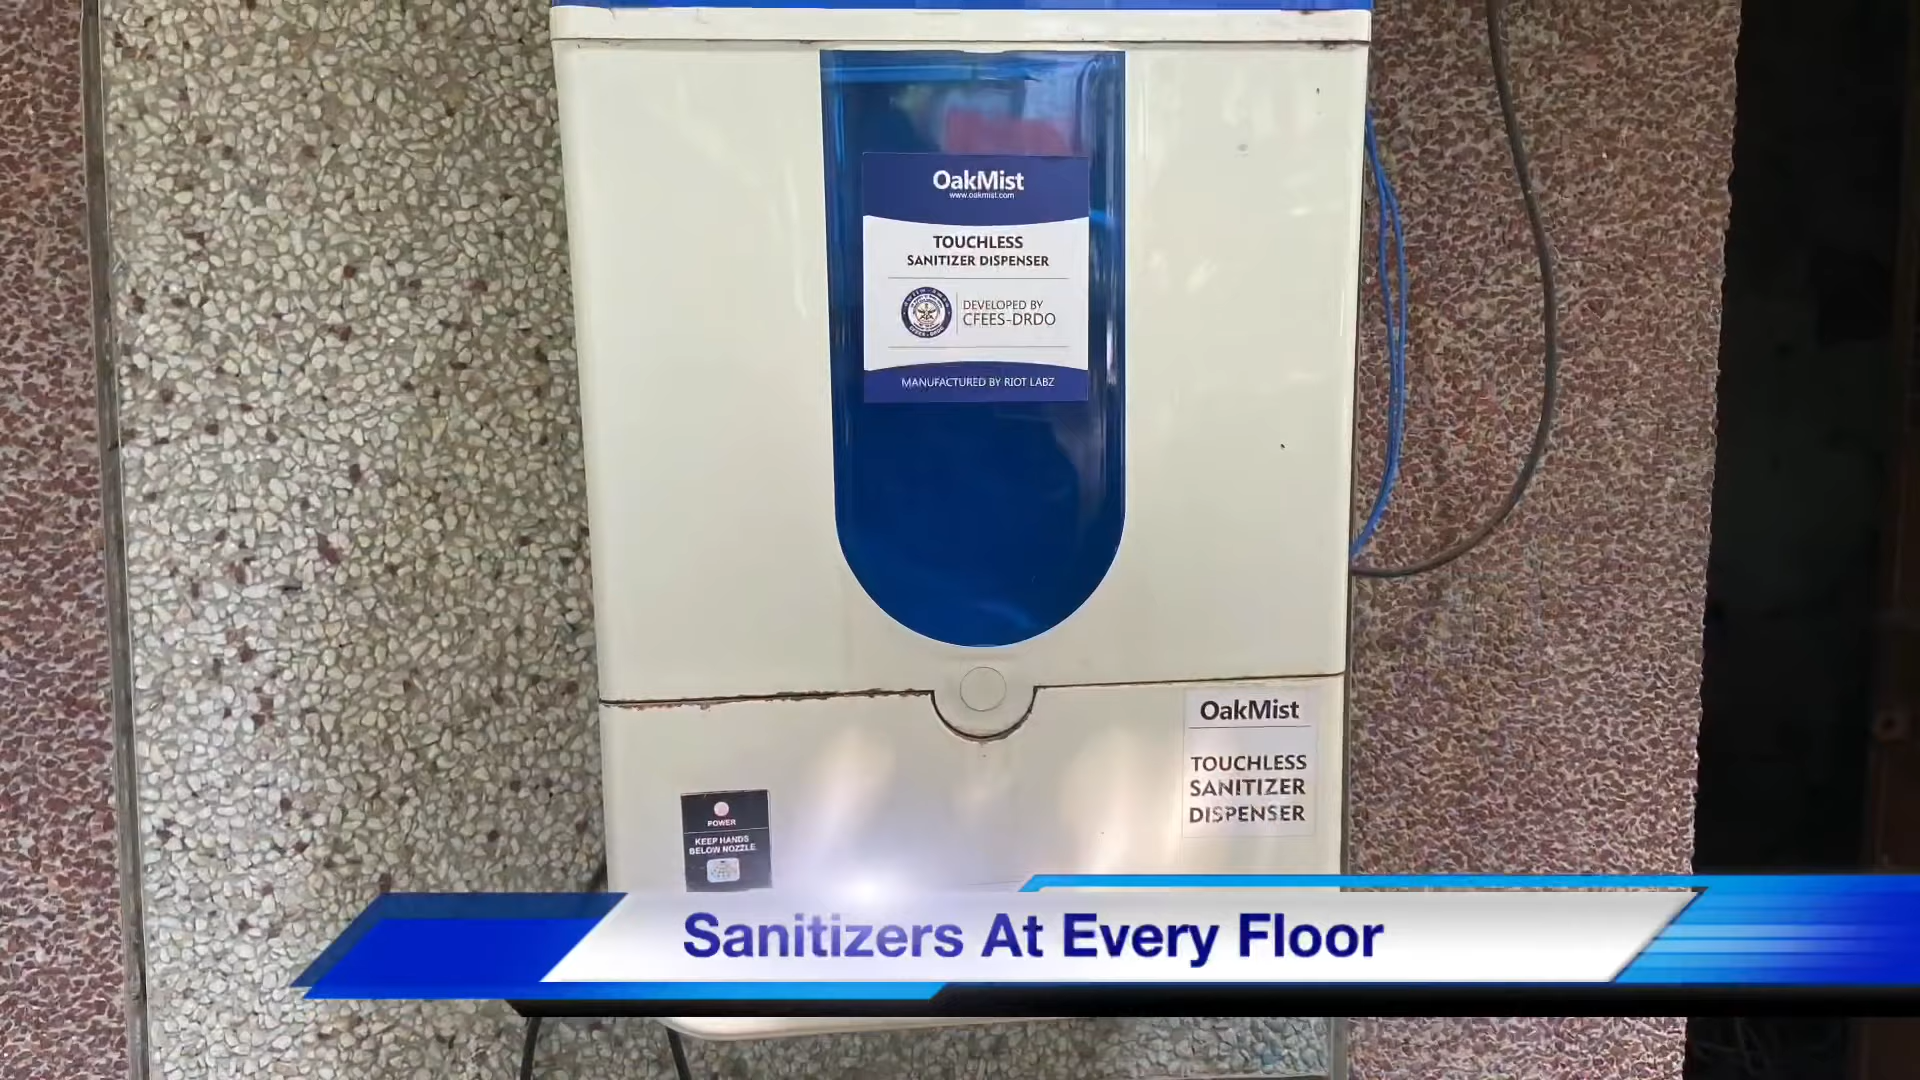 OakMist
www.oakmist.com
TOUCHLESS
SANITIZER DISPENSER
DEVELOPED BY
CFEES-DRDO
MANUFACTURED BY RIOT LABZ
OakMist
TOUCHLESS
SANITIZER
DISPENSER
POWER
KEEP HANDS
BELOW NOZZLE
Sanitizers At Every Floor